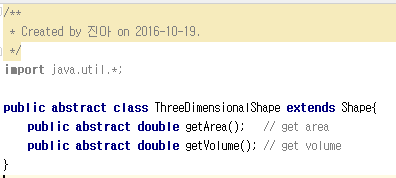 /**
 * Created by 진아 on 2016-10-19.
 */
import java.util.*;
public abstract class ThreeDimensionalShape extends Shape{
    public abstract double getArea();   // get area
    public abstract double getVolume(); // get volume
}